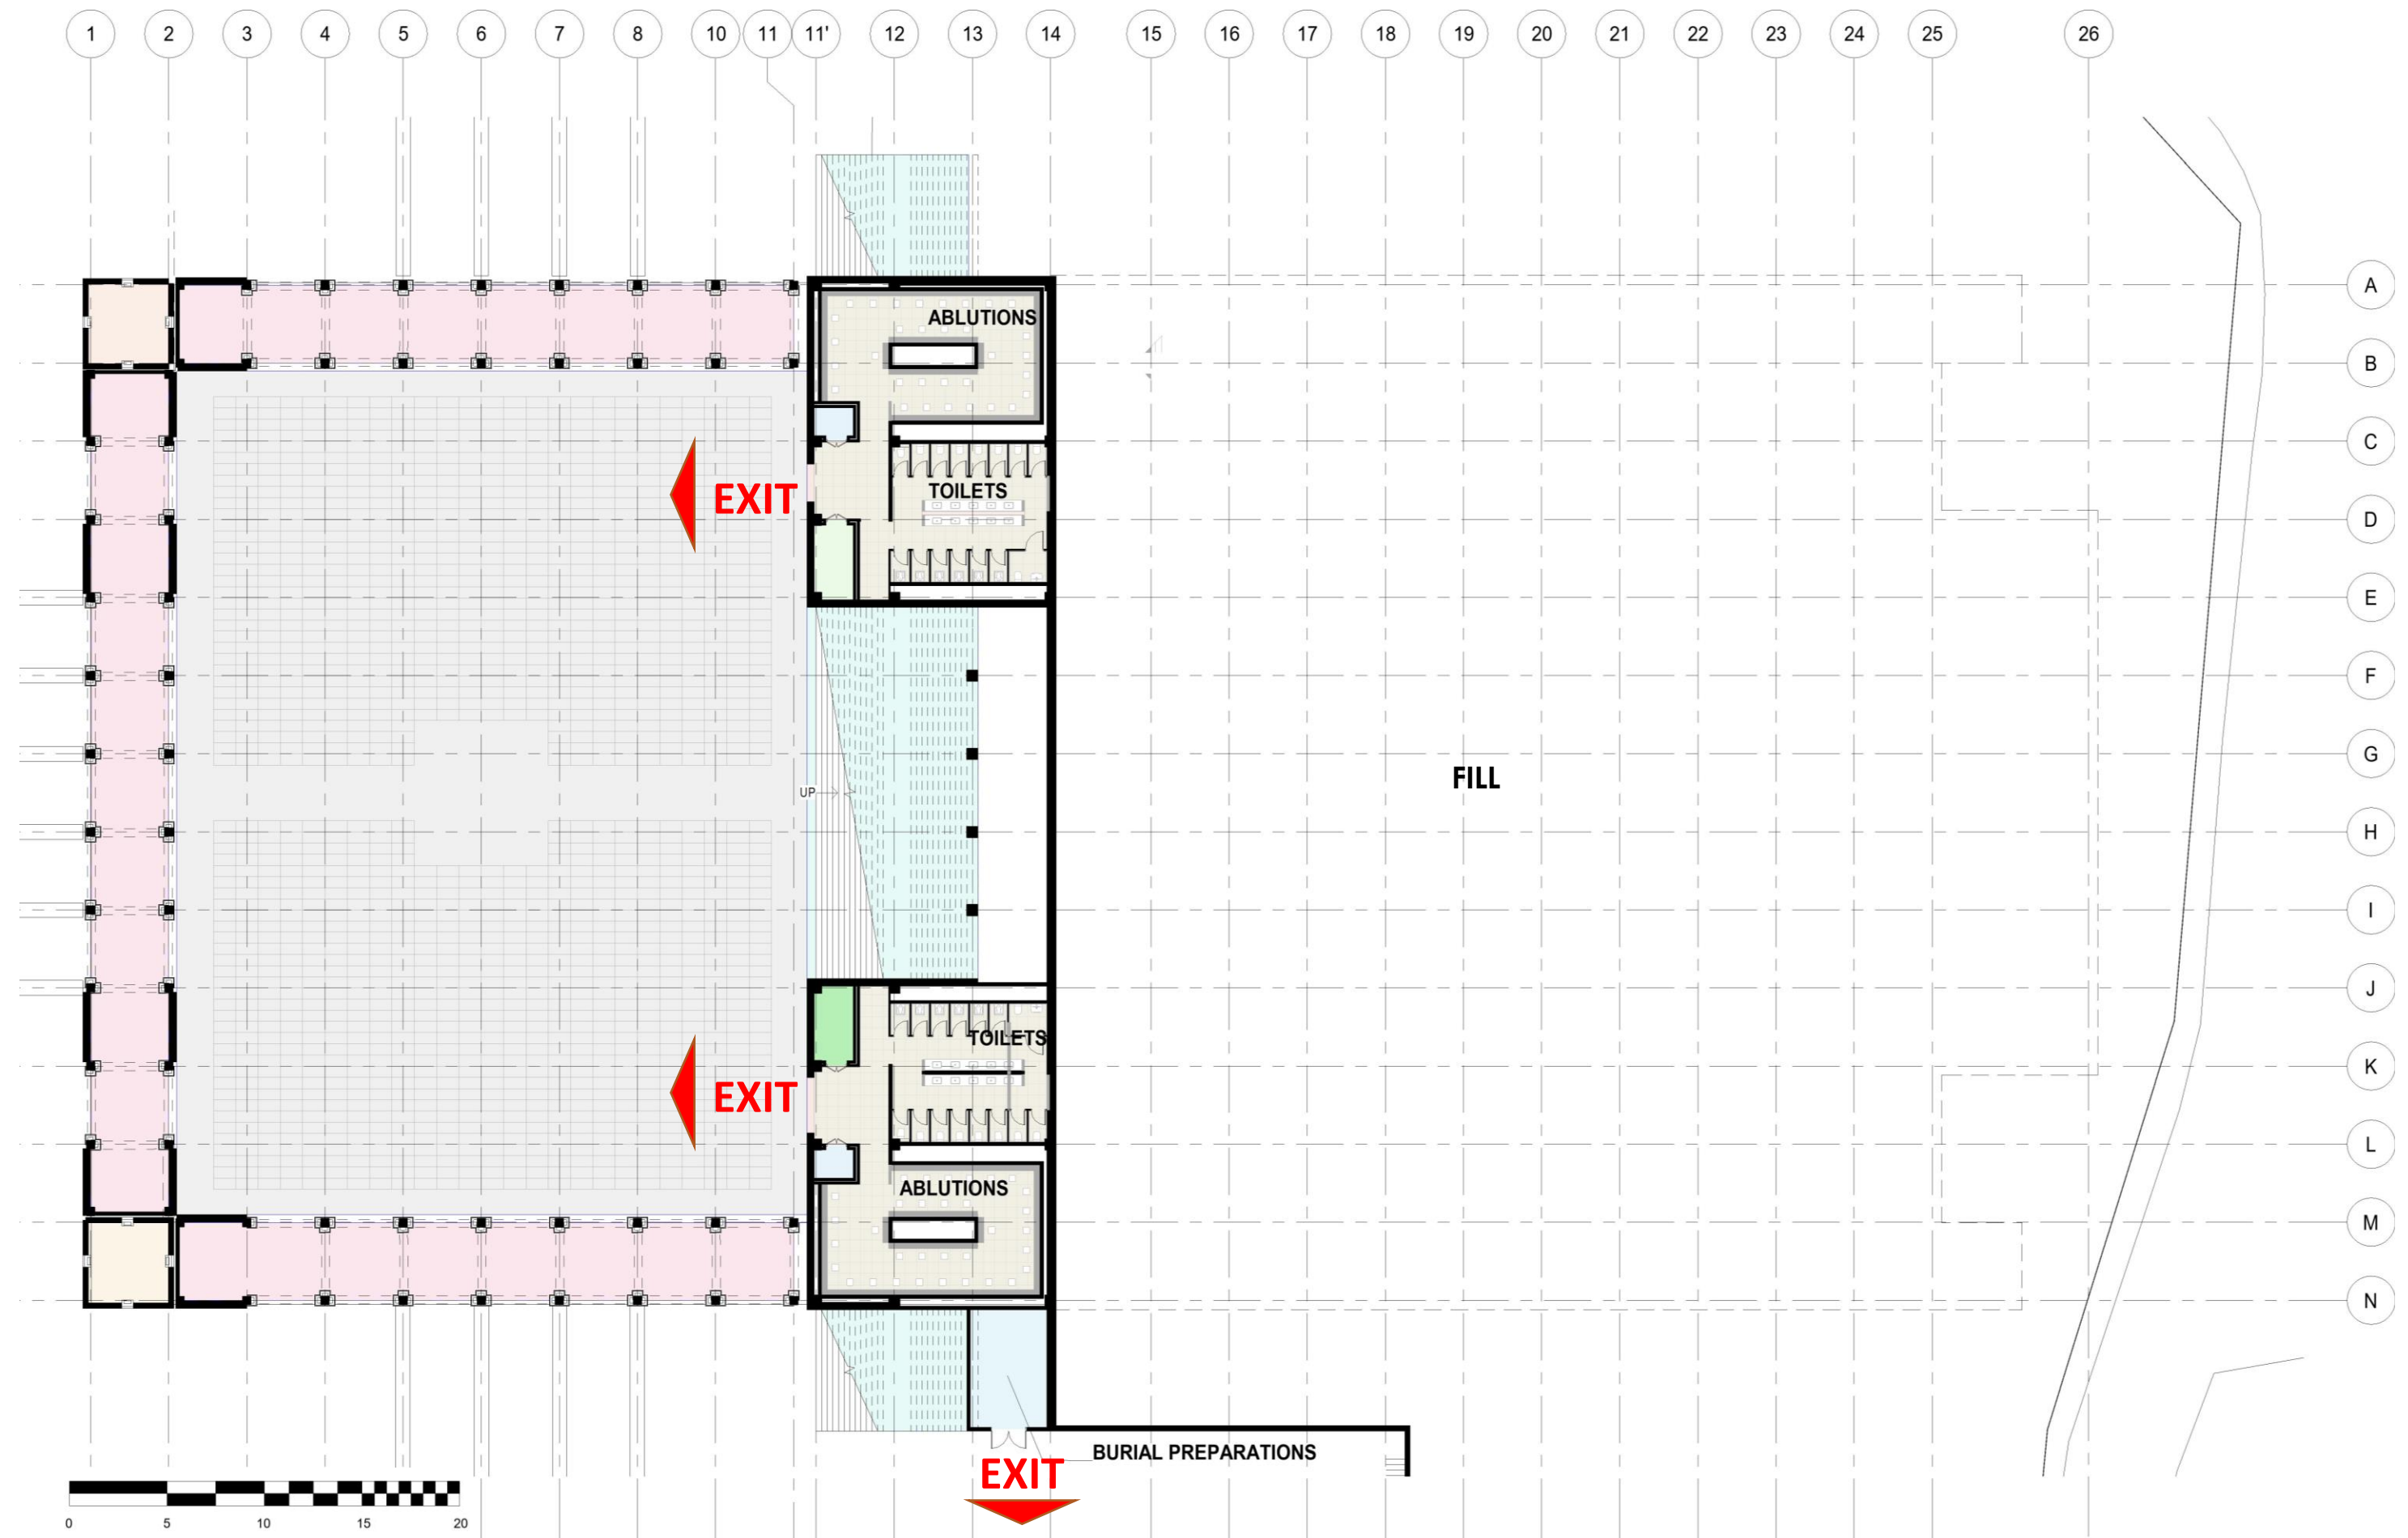 1 2 3 4 5 6 7 8 10 11 11' 12 13 14 15 16 17 18 19 20 21 22 23 24 25 26
A
ABLUTIONS
B
C
TOILETS
EXIT
D
E
F
G
FILL
UP
H
I
J
TOILETS
K
EXIT
L
ABLUTIONS
M
N
BURIAL PREPARATIONS
EXIT
0 5 10 15 20